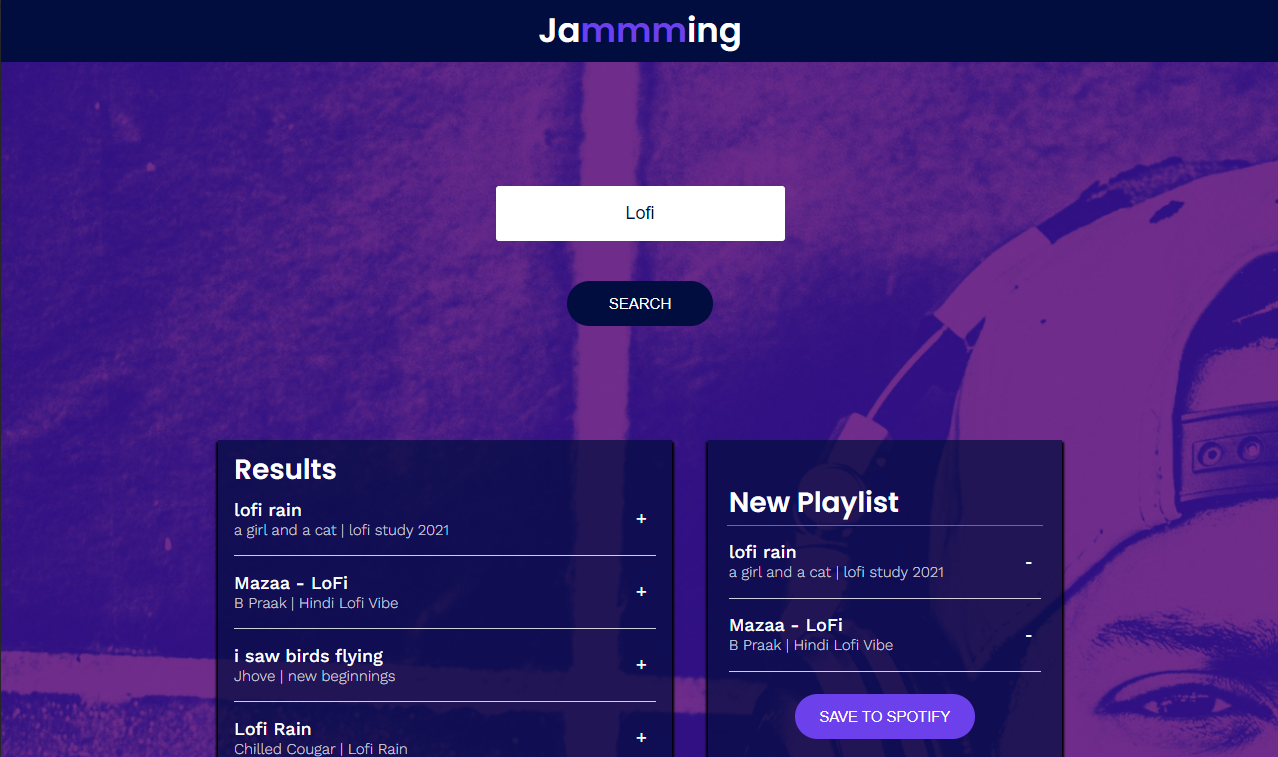 Jammming
Lofi
SEARCH
Results
lofi rain
a girl and a cat | lofi study 2021
+
Mazaa - LoFi
B Praak | Hindi Lofi Vibe
+
i saw birds flying
Jhove | new beginnings
+
Lofi Rain
Chilled Cougar | Lofi Rain
+
New Playlist
lofi rain
a girl and a cat | lofi study 2021
-
Mazaa - LoFi
B Praak | Hindi Lofi Vibe
-
SAVE TO SPOTIFY